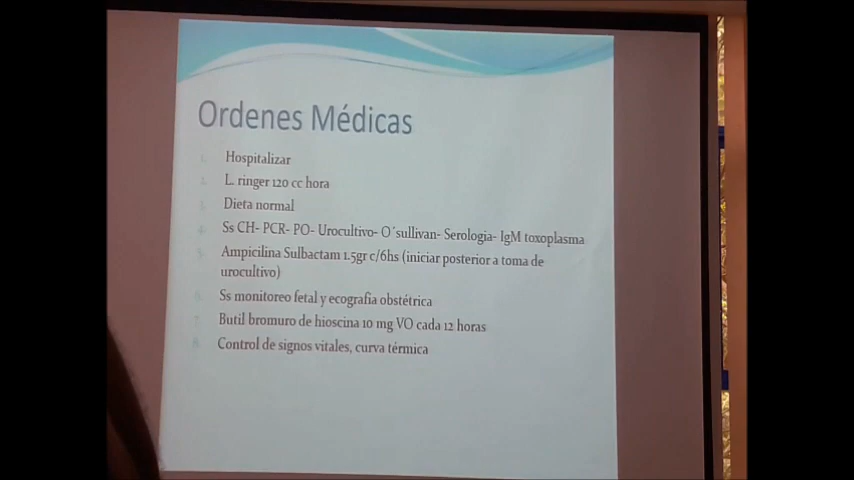 Ordenes Médicas
1. Hospitalizar
2. L. ringer 120 cc hora
3. Dieta normal
4. Ss CH- PCR- PO- Urocultivo- O´sullivan- Serologia- IgM toxoplasma
5. Ampicilina Sulbactam 1.5gr c/6hs (iniciar posterior a toma de
urocultivo)
6. Ss monitoreo fetal y ecografia obstétrica
7. Butil bromuro de hioscina 10 mg VO cada 12 horas
8. Control de signos vitales, curva térmica